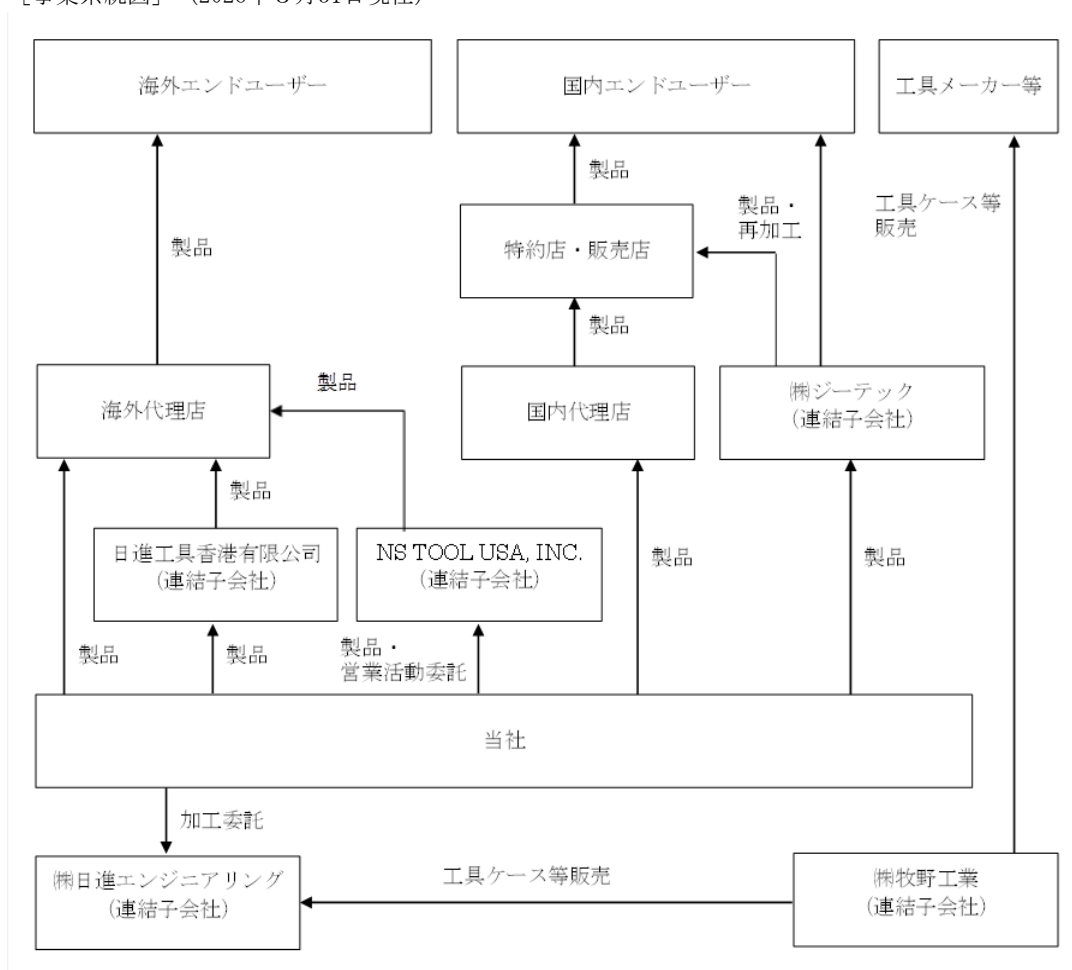 海外エンドユーザー
国内エンドユーザー
工具メーカー等
製品
製品・
再加工
工具ケース等
販売
製品
特約店・販売店
製品
製品
海外代理店
国内代理店
㈱ジーテック
(連結子会社)
製品
日進工具香港有限公司
(連結子会社)
NS TOOL USA, INC.
(連結子会社)
製品
製品
製品
製品
製品・
営業活動委託
当社
加工委託
㈱日進エンジニアリング
(連結子会社)
工具ケース等販売
㈱牧野工業
(連結子会社)